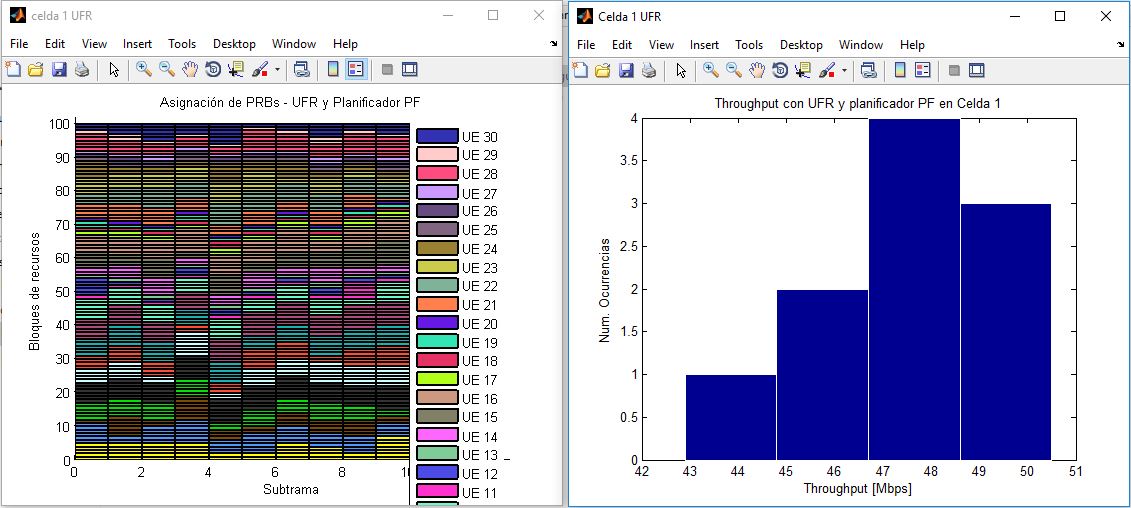 celda 1 UFR
File Edit View Insert Tools Desktop Window Help
Asignación de PRBs - UFR y Planificador PF
100
90
80
70
60
50
40
30
20
10
0
Bloques de recursos
0 2 4 6 8
Subtrama
UE 30
UE 29
UE 28
UE 27
UE 26
UE 25
UE 24
UE 23
UE 22
UE 21
UE 20
UE 19
UE 18
UE 17
UE 16
UE 15
UE 14
UE 13
UE 12
UE 11
Celda 1 UFR
File Edit View Insert Tools Desktop Window Help
Throughput con UFR y planificador PF en Celda 1
4
3.5
3
2.5
2
1.5
1
0.5
0
Num. Ocurrencias
42 43 44 45 46 47 48 49 50 51
Throughput [Mbps]